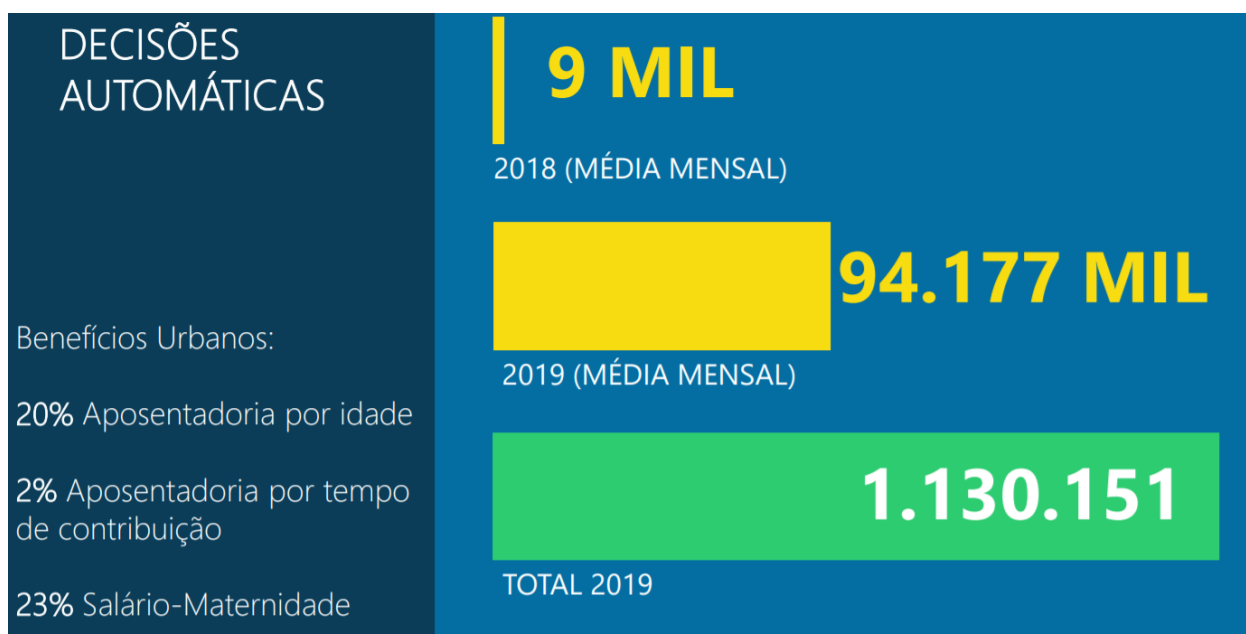 DECISÕES
AUTOMÁTICAS
Benefícios Urbanos:
20% Aposentadoria por idade
2% Aposentadoria por tempo
de contribuição
23% Salário-Maternidade
9 MIL
2018 (MÉDIA MENSAL)
94.177 MIL
2019 (MÉDIA MENSAL)
1.130.151
TOTAL 2019